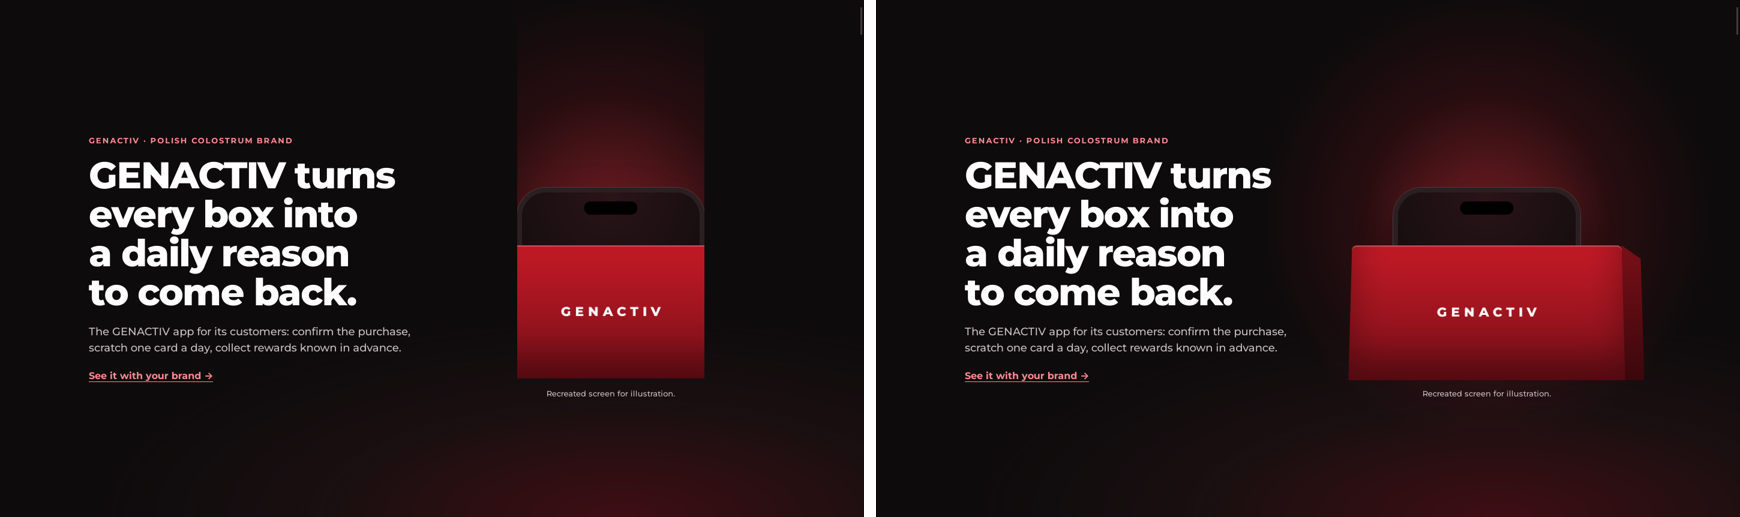 GENACTIV · POLISH COLOSTRUM BRAND
GENACTIV turns
every box into
a daily reason
to come back.
The GENACTIV app for its customers: confirm the purchase,
scratch one card a day, collect rewards known in advance.
See it with your brand →
GENACTIV
Recreated screen for illustration.
GENACTIV · POLISH COLOSTRUM BRAND
GENACTIV turns
every box into
a daily reason
to come back.
The GENACTIV app for its customers: confirm the purchase,
scratch one card a day, collect rewards known in advance.
See it with your brand →
GENACTIV
Recreated screen for illustration.